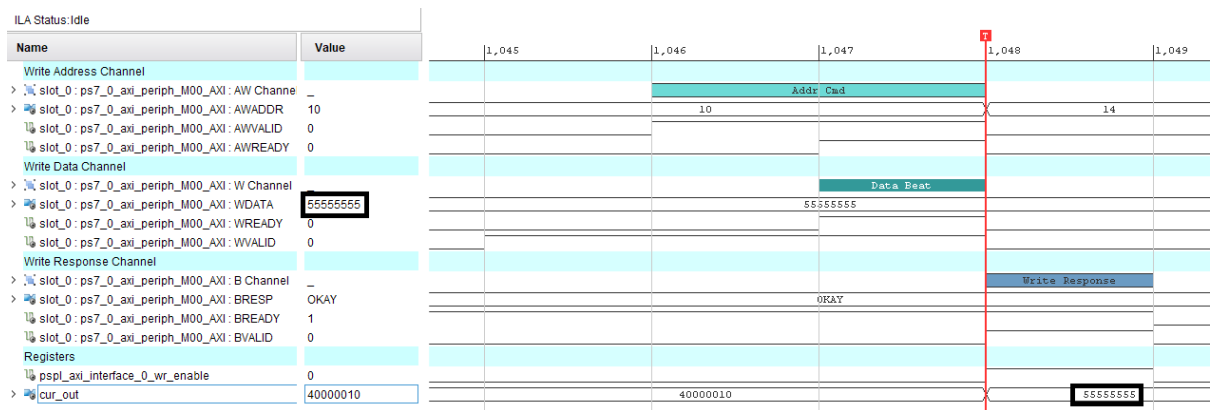 ILA Status:Idle
Name Value 1,045 1,046 1,047 T 1,048 1,049
Write Address Channel
slot_0 : ps7_0_axi_periph_M00_AXI : AW Channel _ Addr Cmd
slot_0 : ps7_0_axi_periph_M00_AXI : AWADDR 10 10 14
slot_0 : ps7_0_axi_periph_M00_AXI : AWVALID 0
slot_0 : ps7_0_axi_periph_M00_AXI : AWREADY 0
Write Data Channel
slot_0 : ps7_0_axi_periph_M00_AXI : W Channel _ Data Beat
slot_0 : ps7_0_axi_periph_M00_AXI : WDATA 55555555 55555555
slot_0 : ps7_0_axi_periph_M00_AXI : WREADY 0
slot_0 : ps7_0_axi_periph_M00_AXI : WVALID 0
Write Response Channel
slot_0 : ps7_0_axi_periph_M00_AXI : B Channel _ Write Response
slot_0 : ps7_0_axi_periph_M00_AXI : BRESP OKAY OKAY
slot_0 : ps7_0_axi_periph_M00_AXI : BREADY 1
slot_0 : ps7_0_axi_periph_M00_AXI : BVALID 0
Registers
pspl_axi_interface_0_wr_enable 0
cur_out 40000010 40000010 55555555